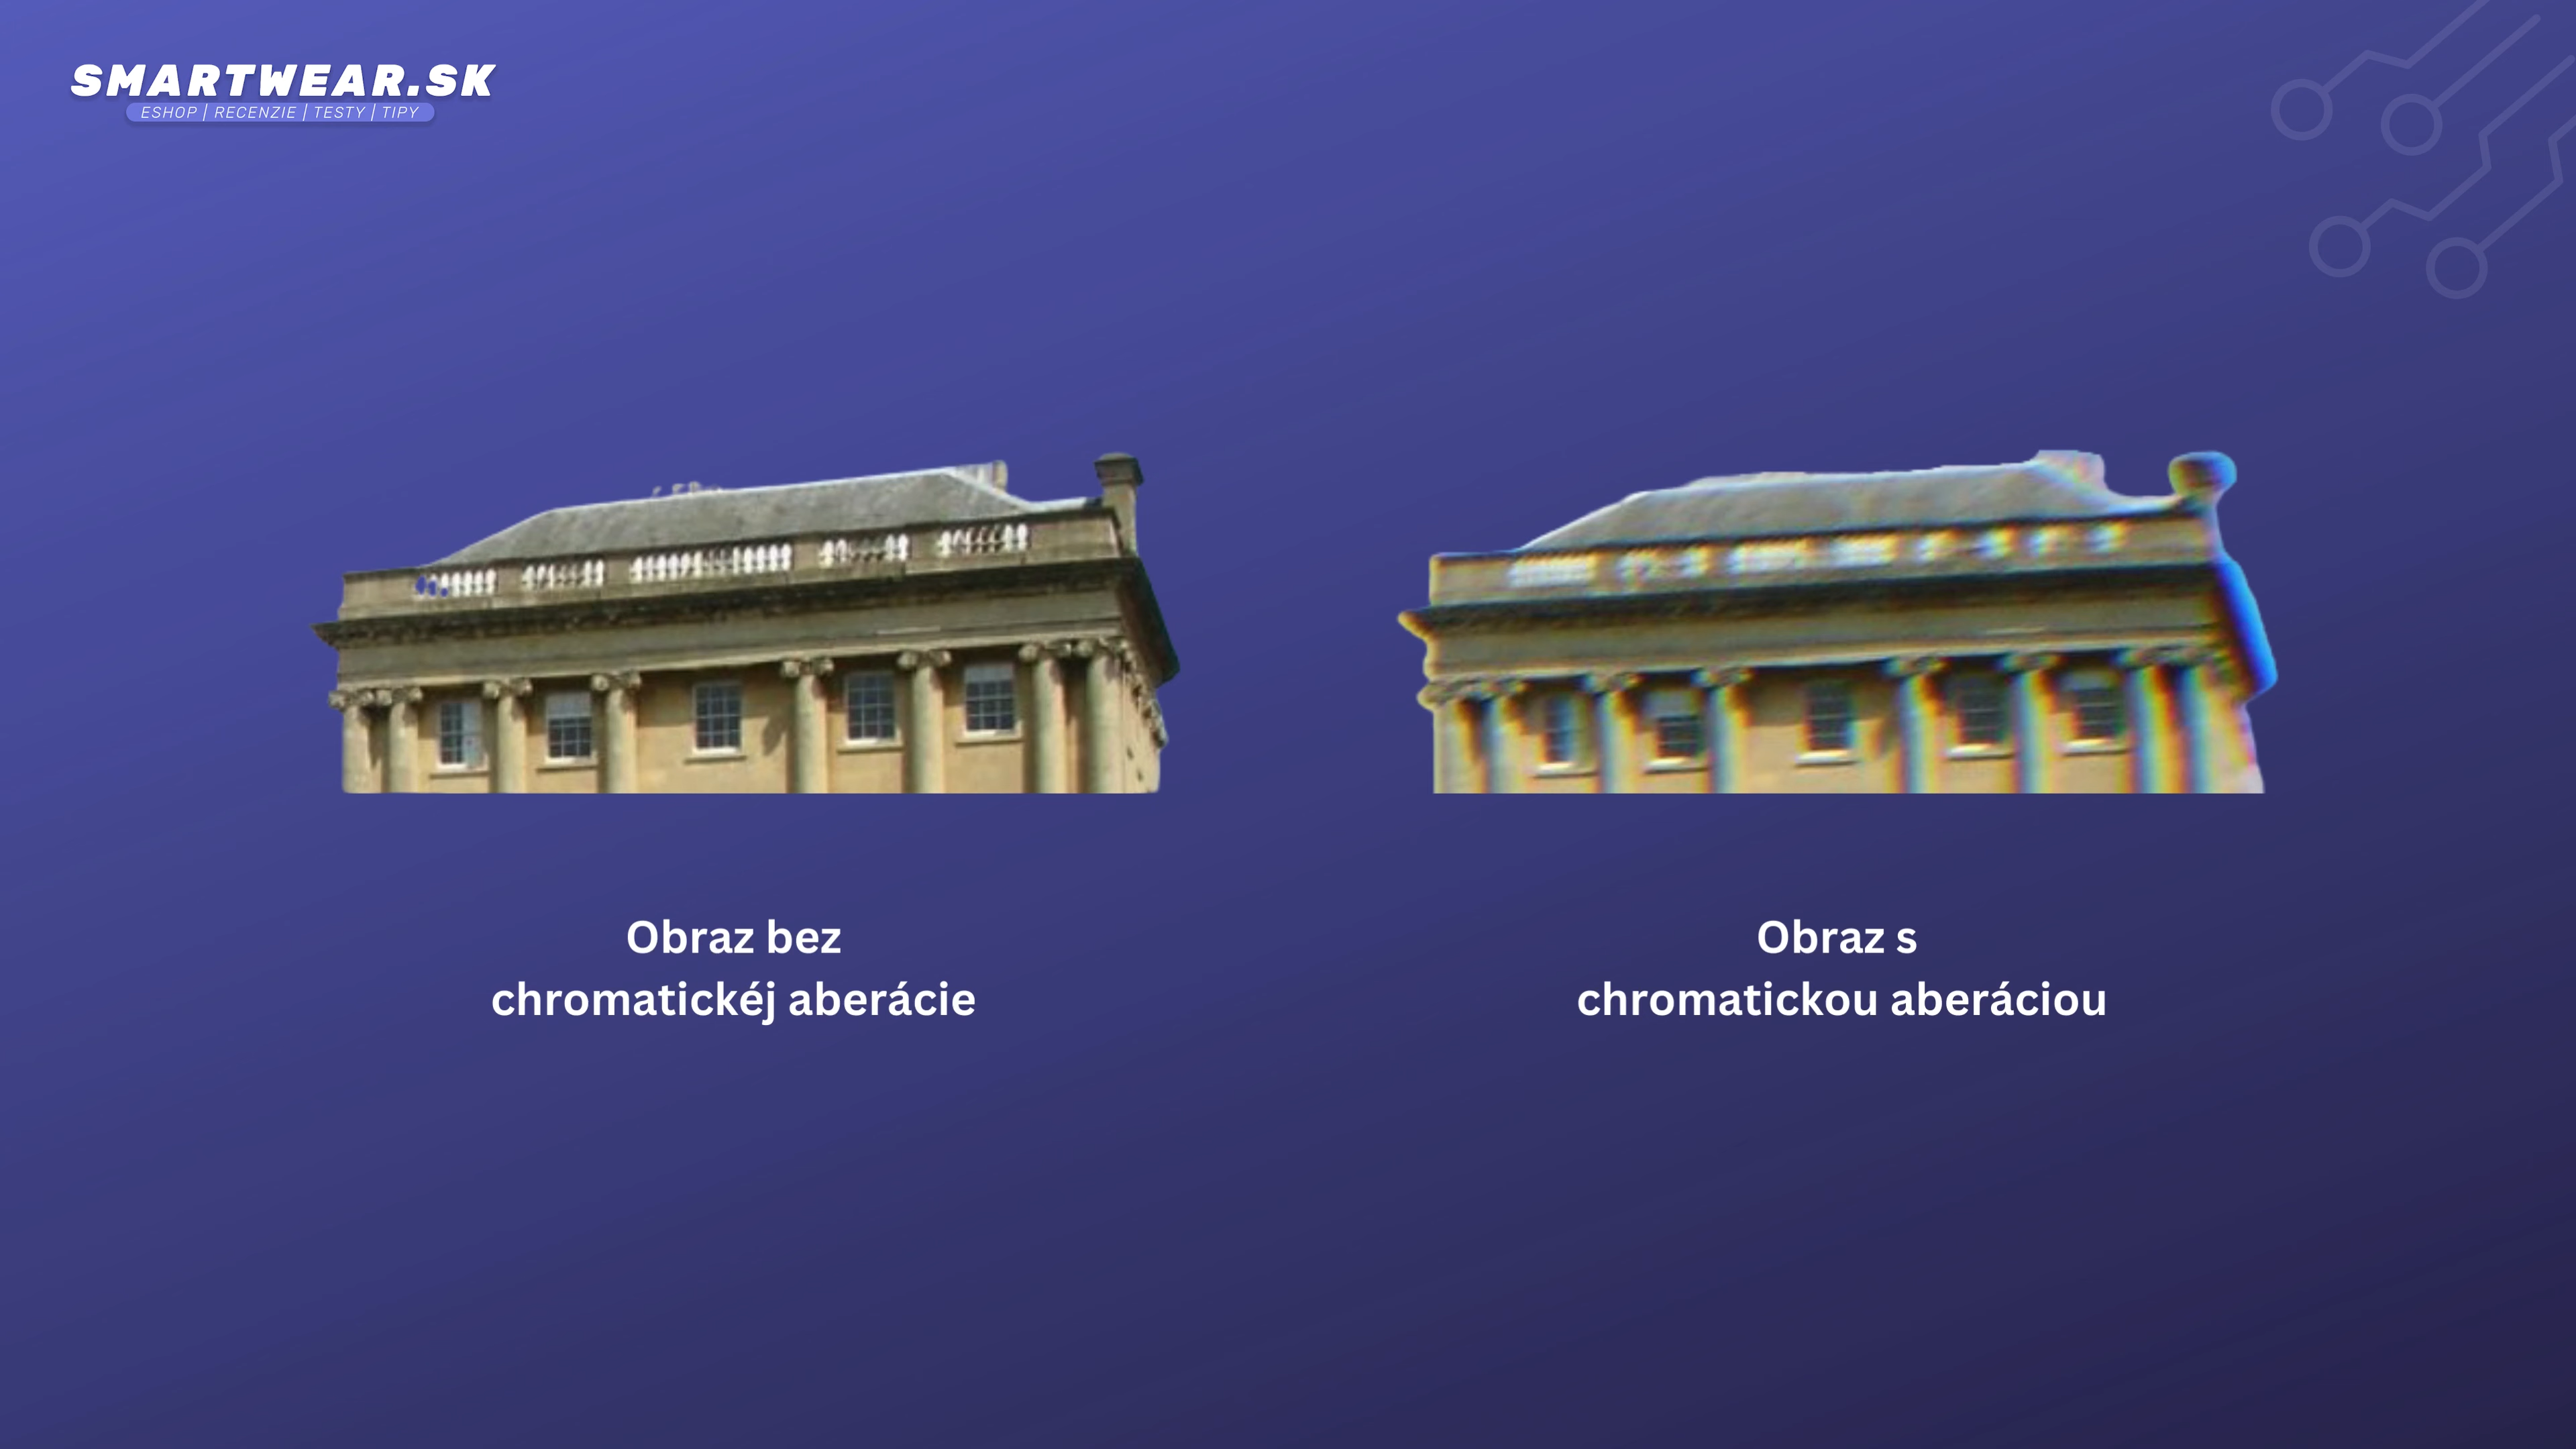 SMARTWEAR.SK
ESHOP | RECENZIE | TESTY | TIPY
Obraz bez
chromatickéj aberácie
Obraz s
chromatickou aberáciou